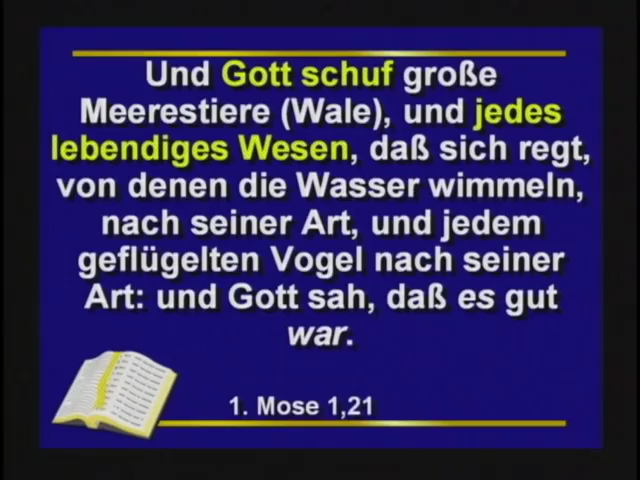 Und Gott schuf große
Meerestiere (Wale), und jedes
lebendiges Wesen, daß sich regt,
von denen die Wasser wimmeln,
nach seiner Art, und jedem
geflügelten Vogel nach seiner
Art: und Gott sah, daß es gut
war.
1. Mose 1,21